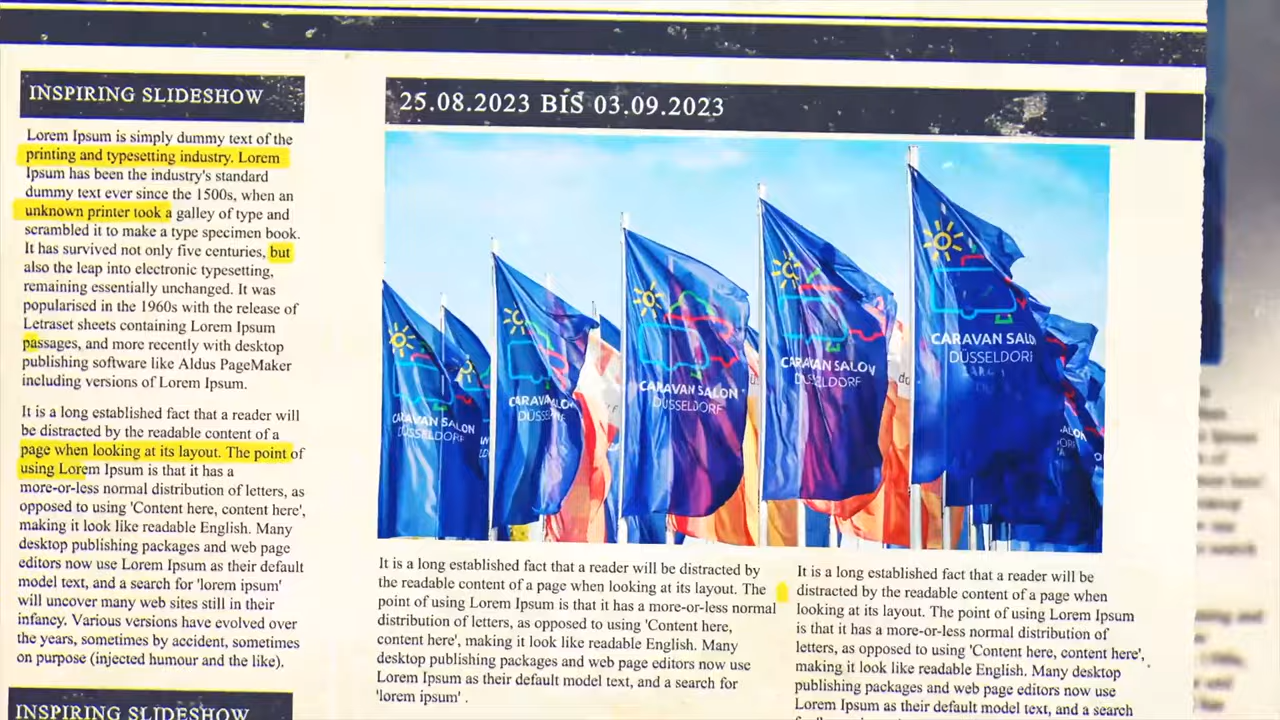 INSPIRING SLIDESHOW
Lorem Ipsum is simply dummy text of the
printing and typesetting industry. Lorem
Ipsum has been the industry's standard
dummy text ever since the 1500s, when an
unknown printer took a galley of type and
scrambled it to make a type specimen book.
It has survived not only five centuries, but
also the leap into electronic typesetting,
remaining essentially unchanged. It was
popularised in the 1960s with the release of
Letraset sheets containing Lorem Ipsum
passages, and more recently with desktop
publishing software like Aldus PageMaker
including versions of Lorem Ipsum.
It is a long established fact that a reader will
be distracted by the readable content of a
page when looking at its layout. The point of
using Lorem Ipsum is that it has a
more-or-less normal distribution of letters, as
opposed to using 'Content here, content here',
making it look like readable English. Many
desktop publishing packages and web page
editors now use Lorem Ipsum as their default
model text, and a search for 'lorem ipsum'
will uncover many web sites still in their
infancy. Various versions have evolved over
the years, sometimes by accident, sometimes
on purpose (injected humour and the like).
INSPIRING SLIDESHOW
25.08.2023 BIS 03.09.2023
CARAVAN SALON
DÜSSELDORF
CARAVAN SALON
DÜSSELDORF
CARAVAN SALON
DÜSSELDORF
CARAVAN SALON
DÜSSELDORF
CARAVAN SALO
DÜSSELDORF
It is a long established fact that a reader will be distracted by
the readable content of a page when looking at its layout. The
point of using Lorem Ipsum is that it has a more-or-less normal
distribution of letters, as opposed to using 'Content here,
content here', making it look like readable English. Many
desktop publishing packages and web page editors now use
Lorem Ipsum as their default model text, and a search for
'lorem ipsum' .
It is a long established fact that a reader will be
distracted by the readable content of a page when
looking at its layout. The point of using Lorem Ipsum
is that it has a more-or-less normal distribution of
letters, as opposed to using 'Content here, content here',
making it look like readable English. Many desktop
publishing packages and web page editors now use
Lorem Ipsum as their default model text, and a search